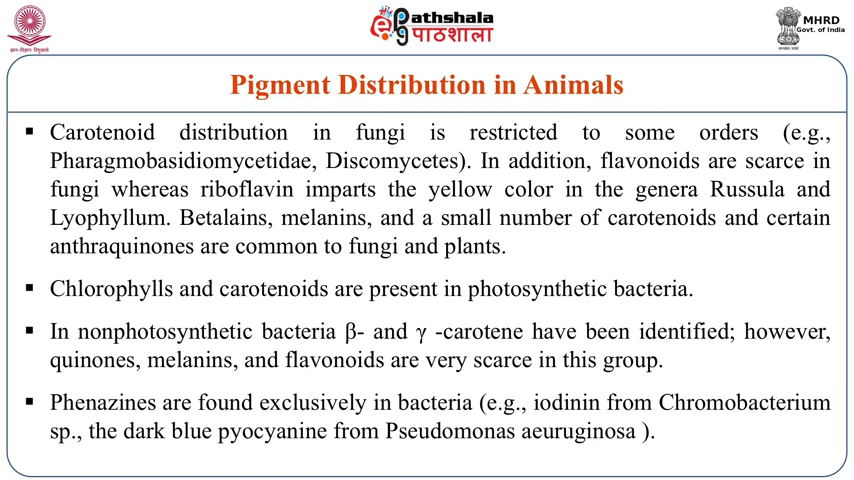 ज्ञान-विज्ञान विमुक्तये
ePathshala
पाठशाला
MHRD
Govt. of India
सत्यमेव जयते
Pigment Distribution in Animals
▪ Carotenoid distribution in fungi is restricted to some orders (e.g.,
Pharagmobasidiomycetidae, Discomycetes). In addition, flavonoids are scarce in
fungi whereas riboflavin imparts the yellow color in the genera Russula and
Lyophyllum. Betalains, melanins, and a small number of carotenoids and certain
anthraquinones are common to fungi and plants.
▪ Chlorophylls and carotenoids are present in photosynthetic bacteria.
▪ In nonphotosynthetic bacteria β- and γ -carotene have been identified; however,
quinones, melanins, and flavonoids are very scarce in this group.
▪ Phenazines are found exclusively in bacteria (e.g., iodinin from Chromobacterium
sp., the dark blue pyocyanine from Pseudomonas aeuruginosa ).